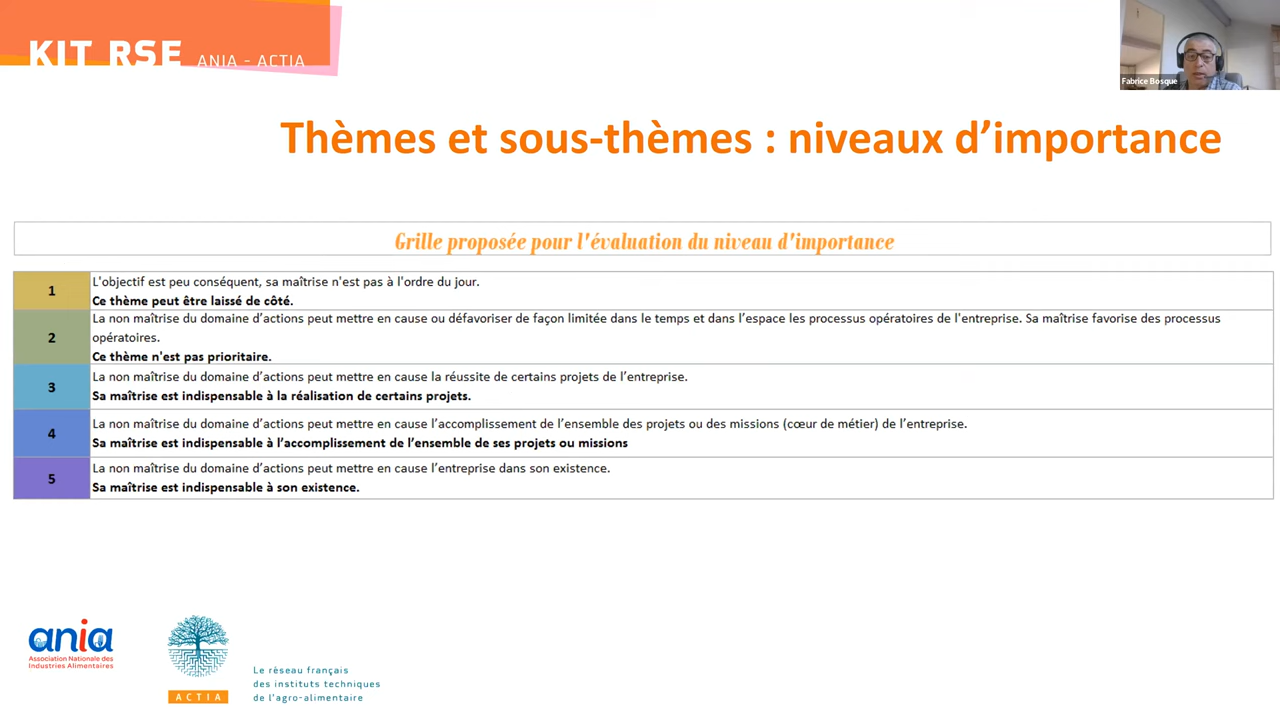 KIT RSE ANIA - ACTIA
Fabrice Bosque
Thèmes et sous-thèmes : niveaux d’importance
Grille proposée pour l'évaluation du niveau d'importance
1
L'objectif est peu conséquent, sa maîtrise n'est pas à l'ordre du jour.
Ce thème peut être laissé de côté.
2
La non maîtrise du domaine d’actions peut mettre en cause ou défavoriser de façon limitée dans le temps et dans l’espace les processus opératoires de l'entreprise. Sa maîtrise favorise des processus
opératoires.
Ce thème n'est pas prioritaire.
3
La non maîtrise du domaine d’actions peut mettre en cause la réussite de certains projets de l’entreprise.
Sa maîtrise est indispensable à la réalisation de certains projets.
4
La non maîtrise du domaine d’actions peut mettre en cause l’accomplissement de l’ensemble des projets ou des missions (cœur de métier) de l’entreprise.
Sa maîtrise est indispensable à l’accomplissement de l’ensemble de ses projets ou missions
5
La non maîtrise du domaine d’actions peut mettre en cause l’entreprise dans son existence.
Sa maîtrise est indispensable à son existence.
ania
Association Nationale des
Industries Alimentaires
ACTIA
Le réseau français
des instituts techniques
de l'agro-alimentaire